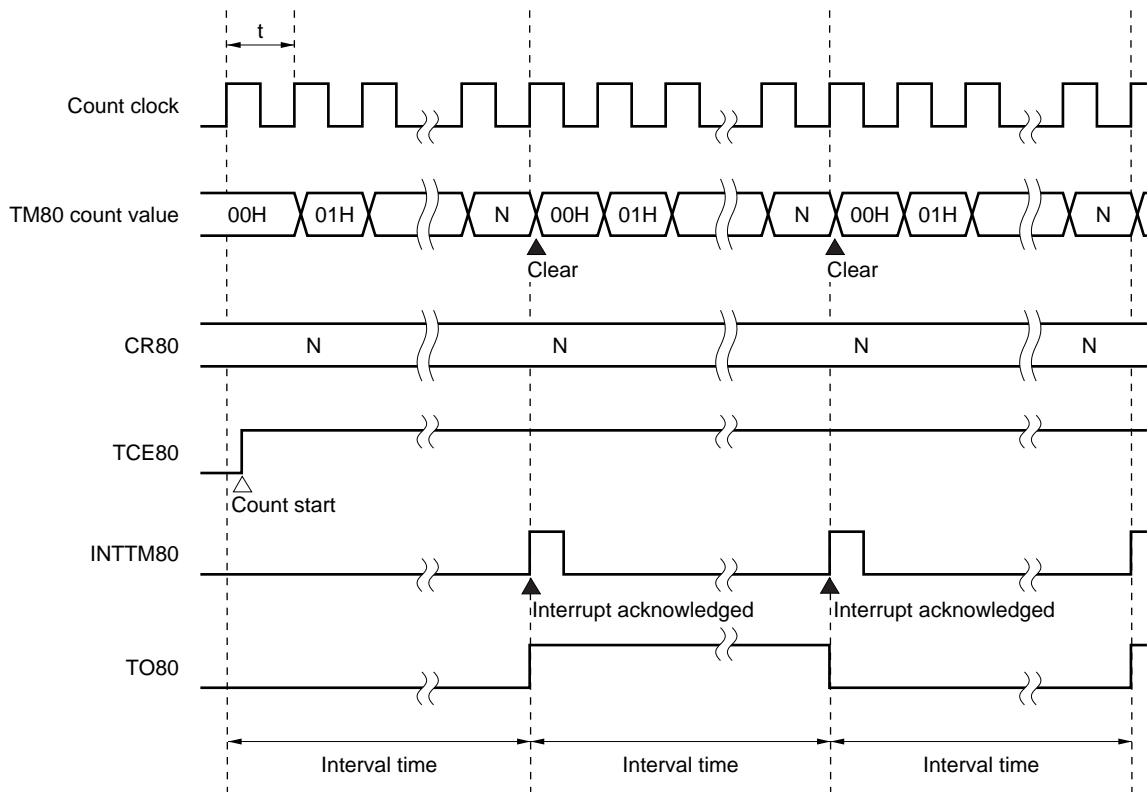 t
Count clock
TM80 count value 00H 01H N 00H 01H N 00H 01H N
Clear Clear
CR80 N N N N
TCE80
Count start
INTTM80
Interrupt acknowledged Interrupt acknowledged
TO80
Interval time Interval time Interval time